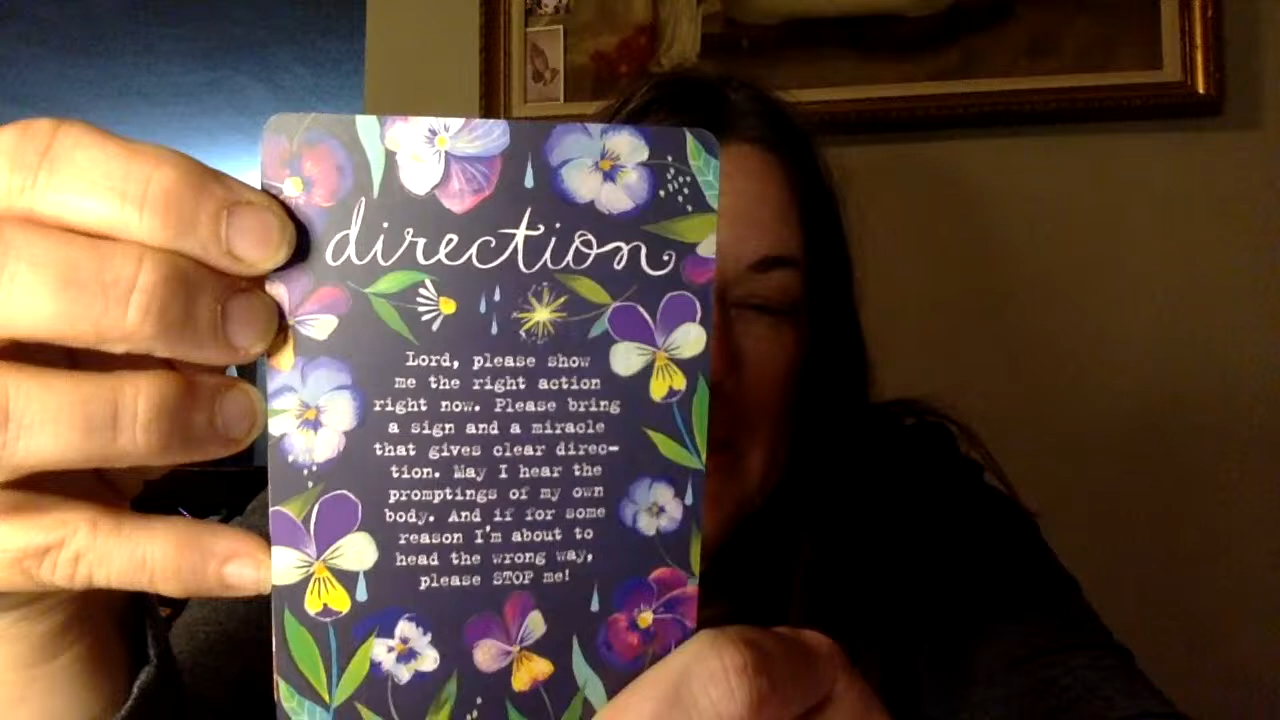 direction
Lord, please show
me the right action
right now. Please bring
a sign and a miracle
that gives clear direc-
tion. May I hear the
promptings of my own
body. And if for some
reason I'm about to
head the wrong way,
please STOP me!